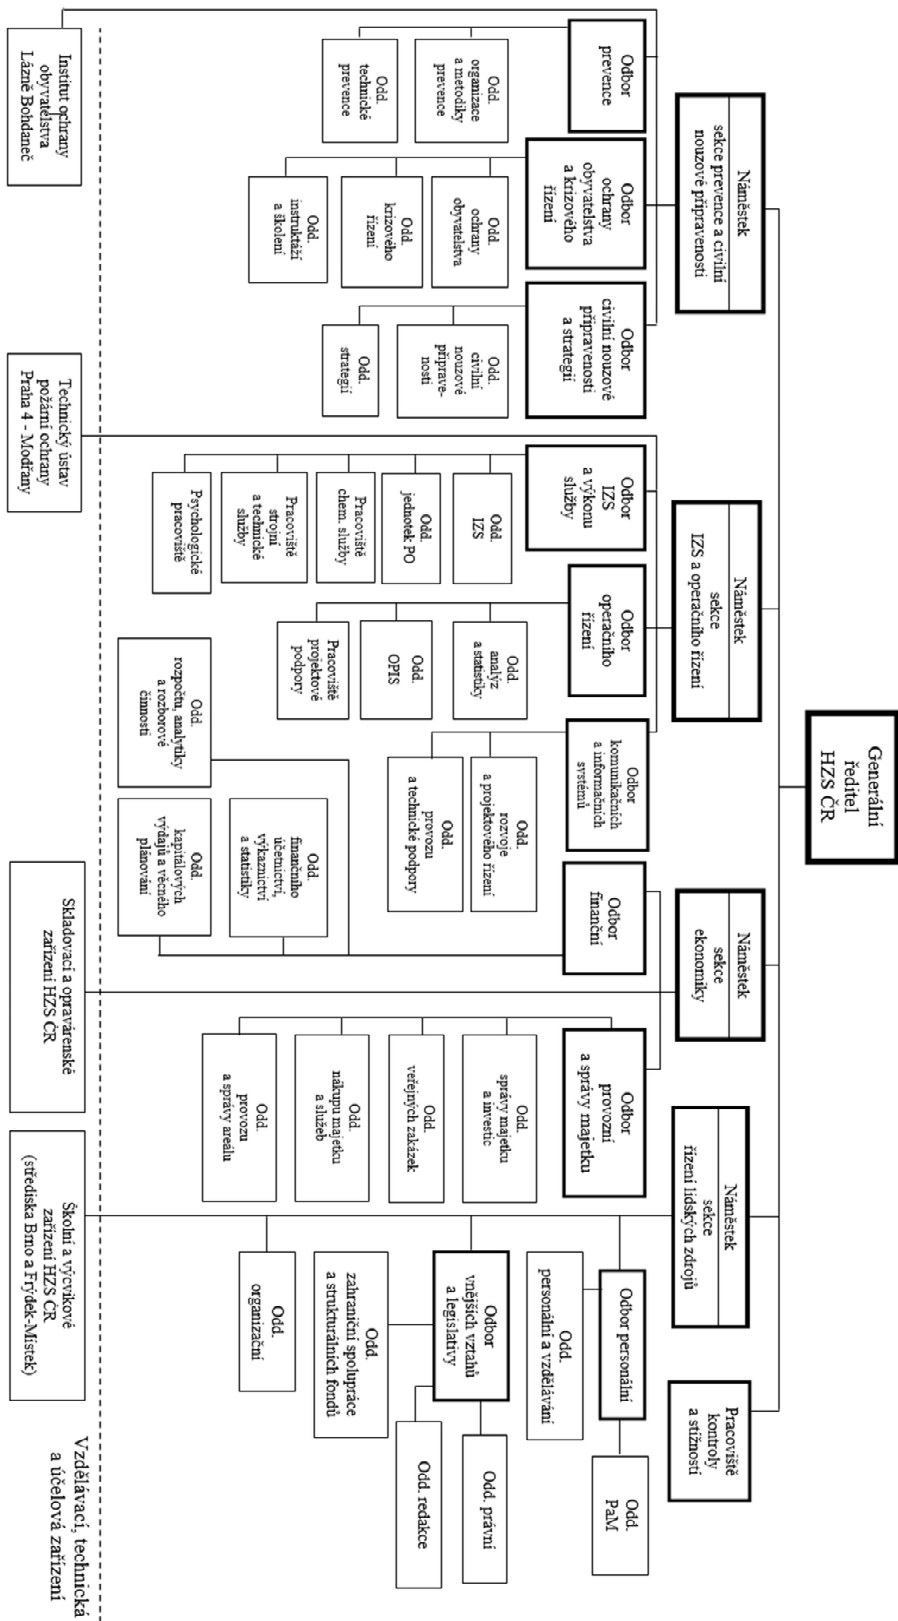 Generální
ředitel
HZS ČR
Náměstek
sekce prevence a civilní
nouzové připravenosti
Náměstek
sekce
IZS a operačního řízení
Náměstek
sekce
ekonomiky
Náměstek
sekce
řízení lidských zdrojů
Pracoviště
kontroly
a stížností
Odbor
prevence
Odd.
organizace
a metodiky
prevence
Odd.
technické
prevence
Odbor
ochrany
obyvatelstva
a krizového
řízení
Odd.
ochrany
obyvatelstva
Odd.
krizového
řízení
Odd.
instruktáží
a školení
Odbor
civilní nouzové
připravenosti
a strategií
Odd.
civilní
nouzové
připrave-
nosti
Odd.
strategií
Odbor
IZS
a výkonu
služby
Odd.
IZS
Odd.
jednotek PO
Pracoviště
chem. služby
Pracoviště
strojní
a technické
služby
Psychologické
pracoviště
Odbor
operačního
řízení
Odd.
analýz
a statistiky
Odd.
OPIS
Pracoviště
projektové
podpory
Odbor
komunikačních
a informačních
systémů
Odd.
rozvoje
a projektového řízení
Odd.
provozu
a technické podpory
Odbor
finanční
Odd.
finančního
účetnictví,
výkaznictví
a statistiky
Odd.
rozpočtu, analytiky
a rozborové
činnosti
Odd.
kapitálových
výdajů a věcného
plánování
Odbor
provozní
a správy majetku
Odd.
správy majetku
a investic
Odd.
veřejných zakázek
Odd.
nákupu majetku
a služeb
Odd.
provozu
a správy areálu
Odbor personální
Odd.
PaM
Odd.
personální a vzdělávání
Odbor
vnějších vztahů
a legislativy
Odd. právní
Odd. redakce
Odd.
zahraniční spolupráce
a strukturálních fondů
Odd.
organizační
Institut ochrany
obyvatelstva
Lázně Bohdaneč
Technický ústav
požární ochrany
Praha 4 - Modřany
Skladovací a opravárenské
zařízení HZS ČR
Školní a výcvikové
zařízení HZS ČR
(střediska Brno a Frýdek-Místek)
Vzdělávací, technická
a účelová zařízení